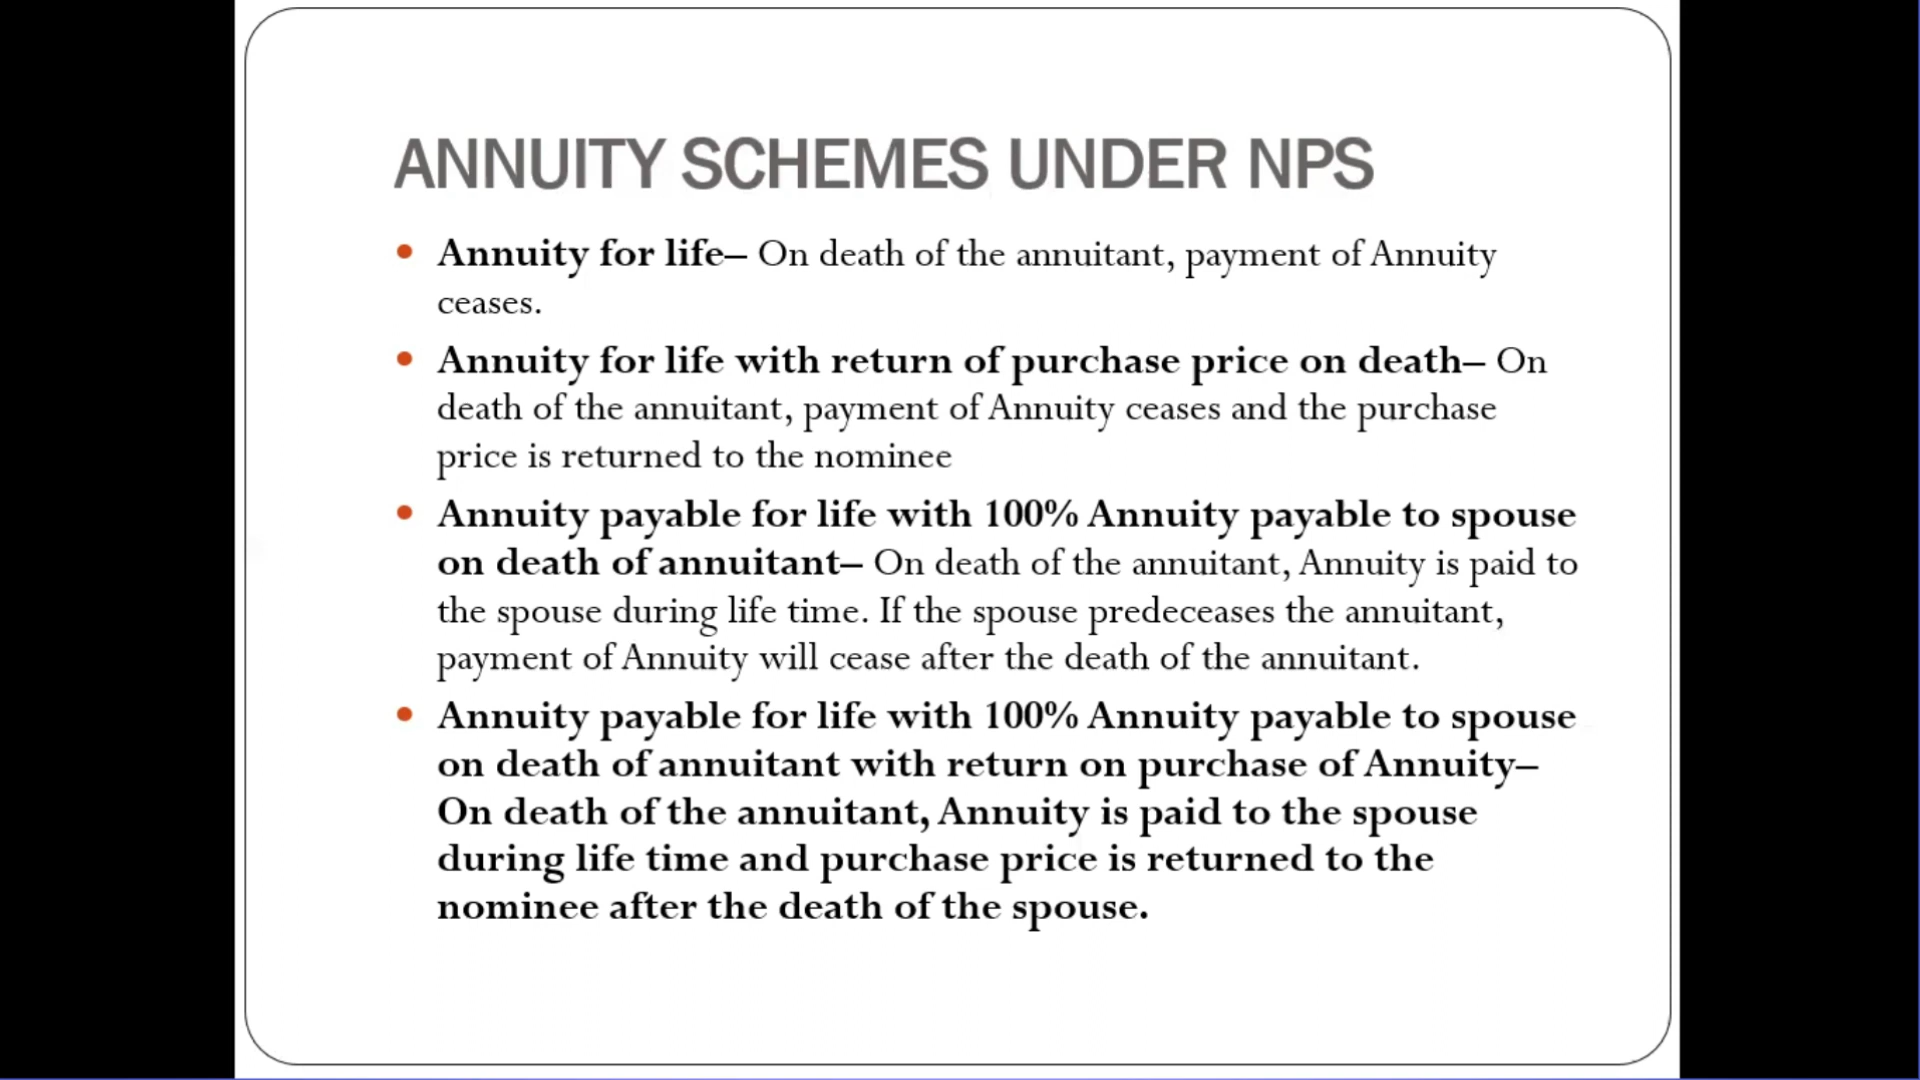 ANNUITY SCHEMES UNDER NPS
• Annuity for life– On death of the annuitant, payment of Annuity
ceases.
• Annuity for life with return of purchase price on death– On
death of the annuitant, payment of Annuity ceases and the purchase
price is returned to the nominee
• Annuity payable for life with 100% Annuity payable to spouse
on death of annuitant– On death of the annuitant, Annuity is paid to
the spouse during life time. If the spouse predeceases the annuitant,
payment of Annuity will cease after the death of the annuitant.
• Annuity payable for life with 100% Annuity payable to spouse
on death of annuitant with return on purchase of Annuity–
On death of the annuitant, Annuity is paid to the spouse
during life time and purchase price is returned to the
nominee after the death of the spouse.